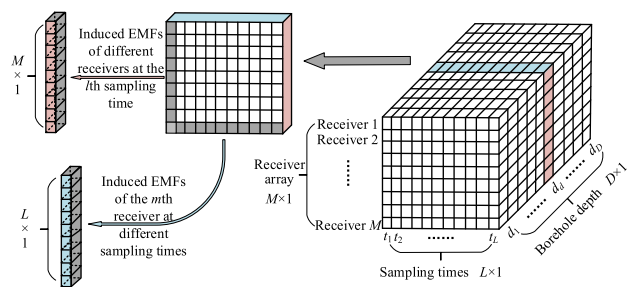 M
×
1
Induced EMFs
of different
receivers at the
lth sampling
time
L
×
1
Induced EMFs
of the mth
receiver at
different
sampling times
Receiver 1
Receiver 2
......
Receiver M
Receiver
array
M×1
t1 t2 ...... tL
Sampling times L×1
d1 ...... dd ...... dD
Borehole depth D×1